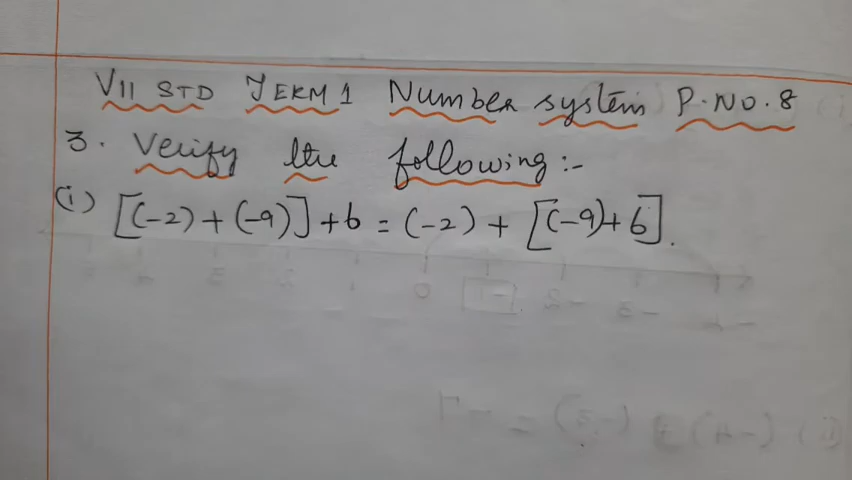 VII STD TERM 1 Number system P.NO.8
3. Verify the following:-
(i) [(-2) + (-9)] + 6 = (-2) + [(-9) + 6].